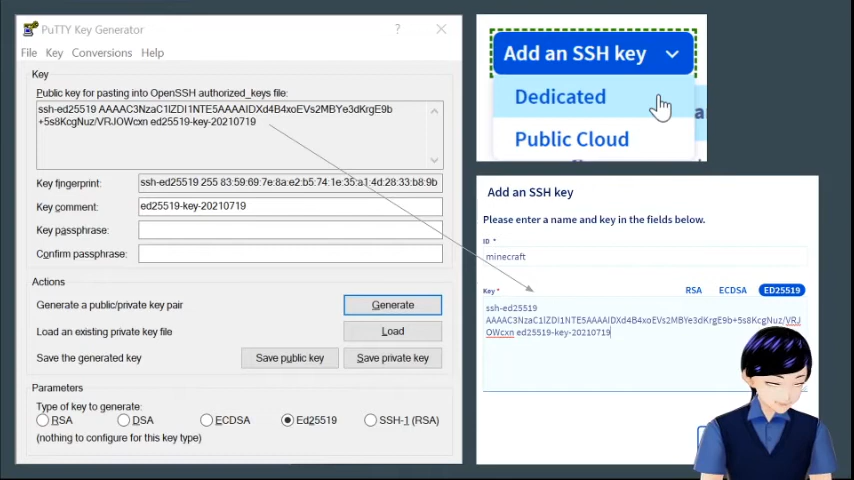 PuTTY Key Generator
?
File Key Conversions Help
Key
Public key for pasting into OpenSSH authorized_keys file:
ssh-ed25519 AAAAC3NzaC1lZDI1NTE5AAAAIDXd4B4xoEVs2MBYe3dKrgE9b
+5s8KcgNuz/VRJOWcxn ed25519-key-20210719
Key fingerprint:
ssh-ed25519 255 83:59:69:7e:8a:e2:b5:74:1e:35:a1:4d:28:33:b8:9b
Key comment:
ed25519-key-20210719
Key passphrase:
Confirm passphrase:
Actions
Generate a public/private key pair
Generate
Load an existing private key file
Load
Save the generated key
Save public key
Save private key
Parameters
Type of key to generate:
RSA DSA ECDSA Ed25519 SSH-1 (RSA)
(nothing to configure for this key type)
Add an SSH key
Dedicated
Public Cloud
Add an SSH key
Please enter a name and key in the fields below.
ID *
minecraft
Key * RSA ECDSA ED25519
ssh-ed25519
AAAAC3NzaC1lZDI1NTE5AAAAIDXd4B4xoEVs2MBYe3dKrgE9b+5s8KcgNuz/VRJ
OWcxn ed25519-key-20210719